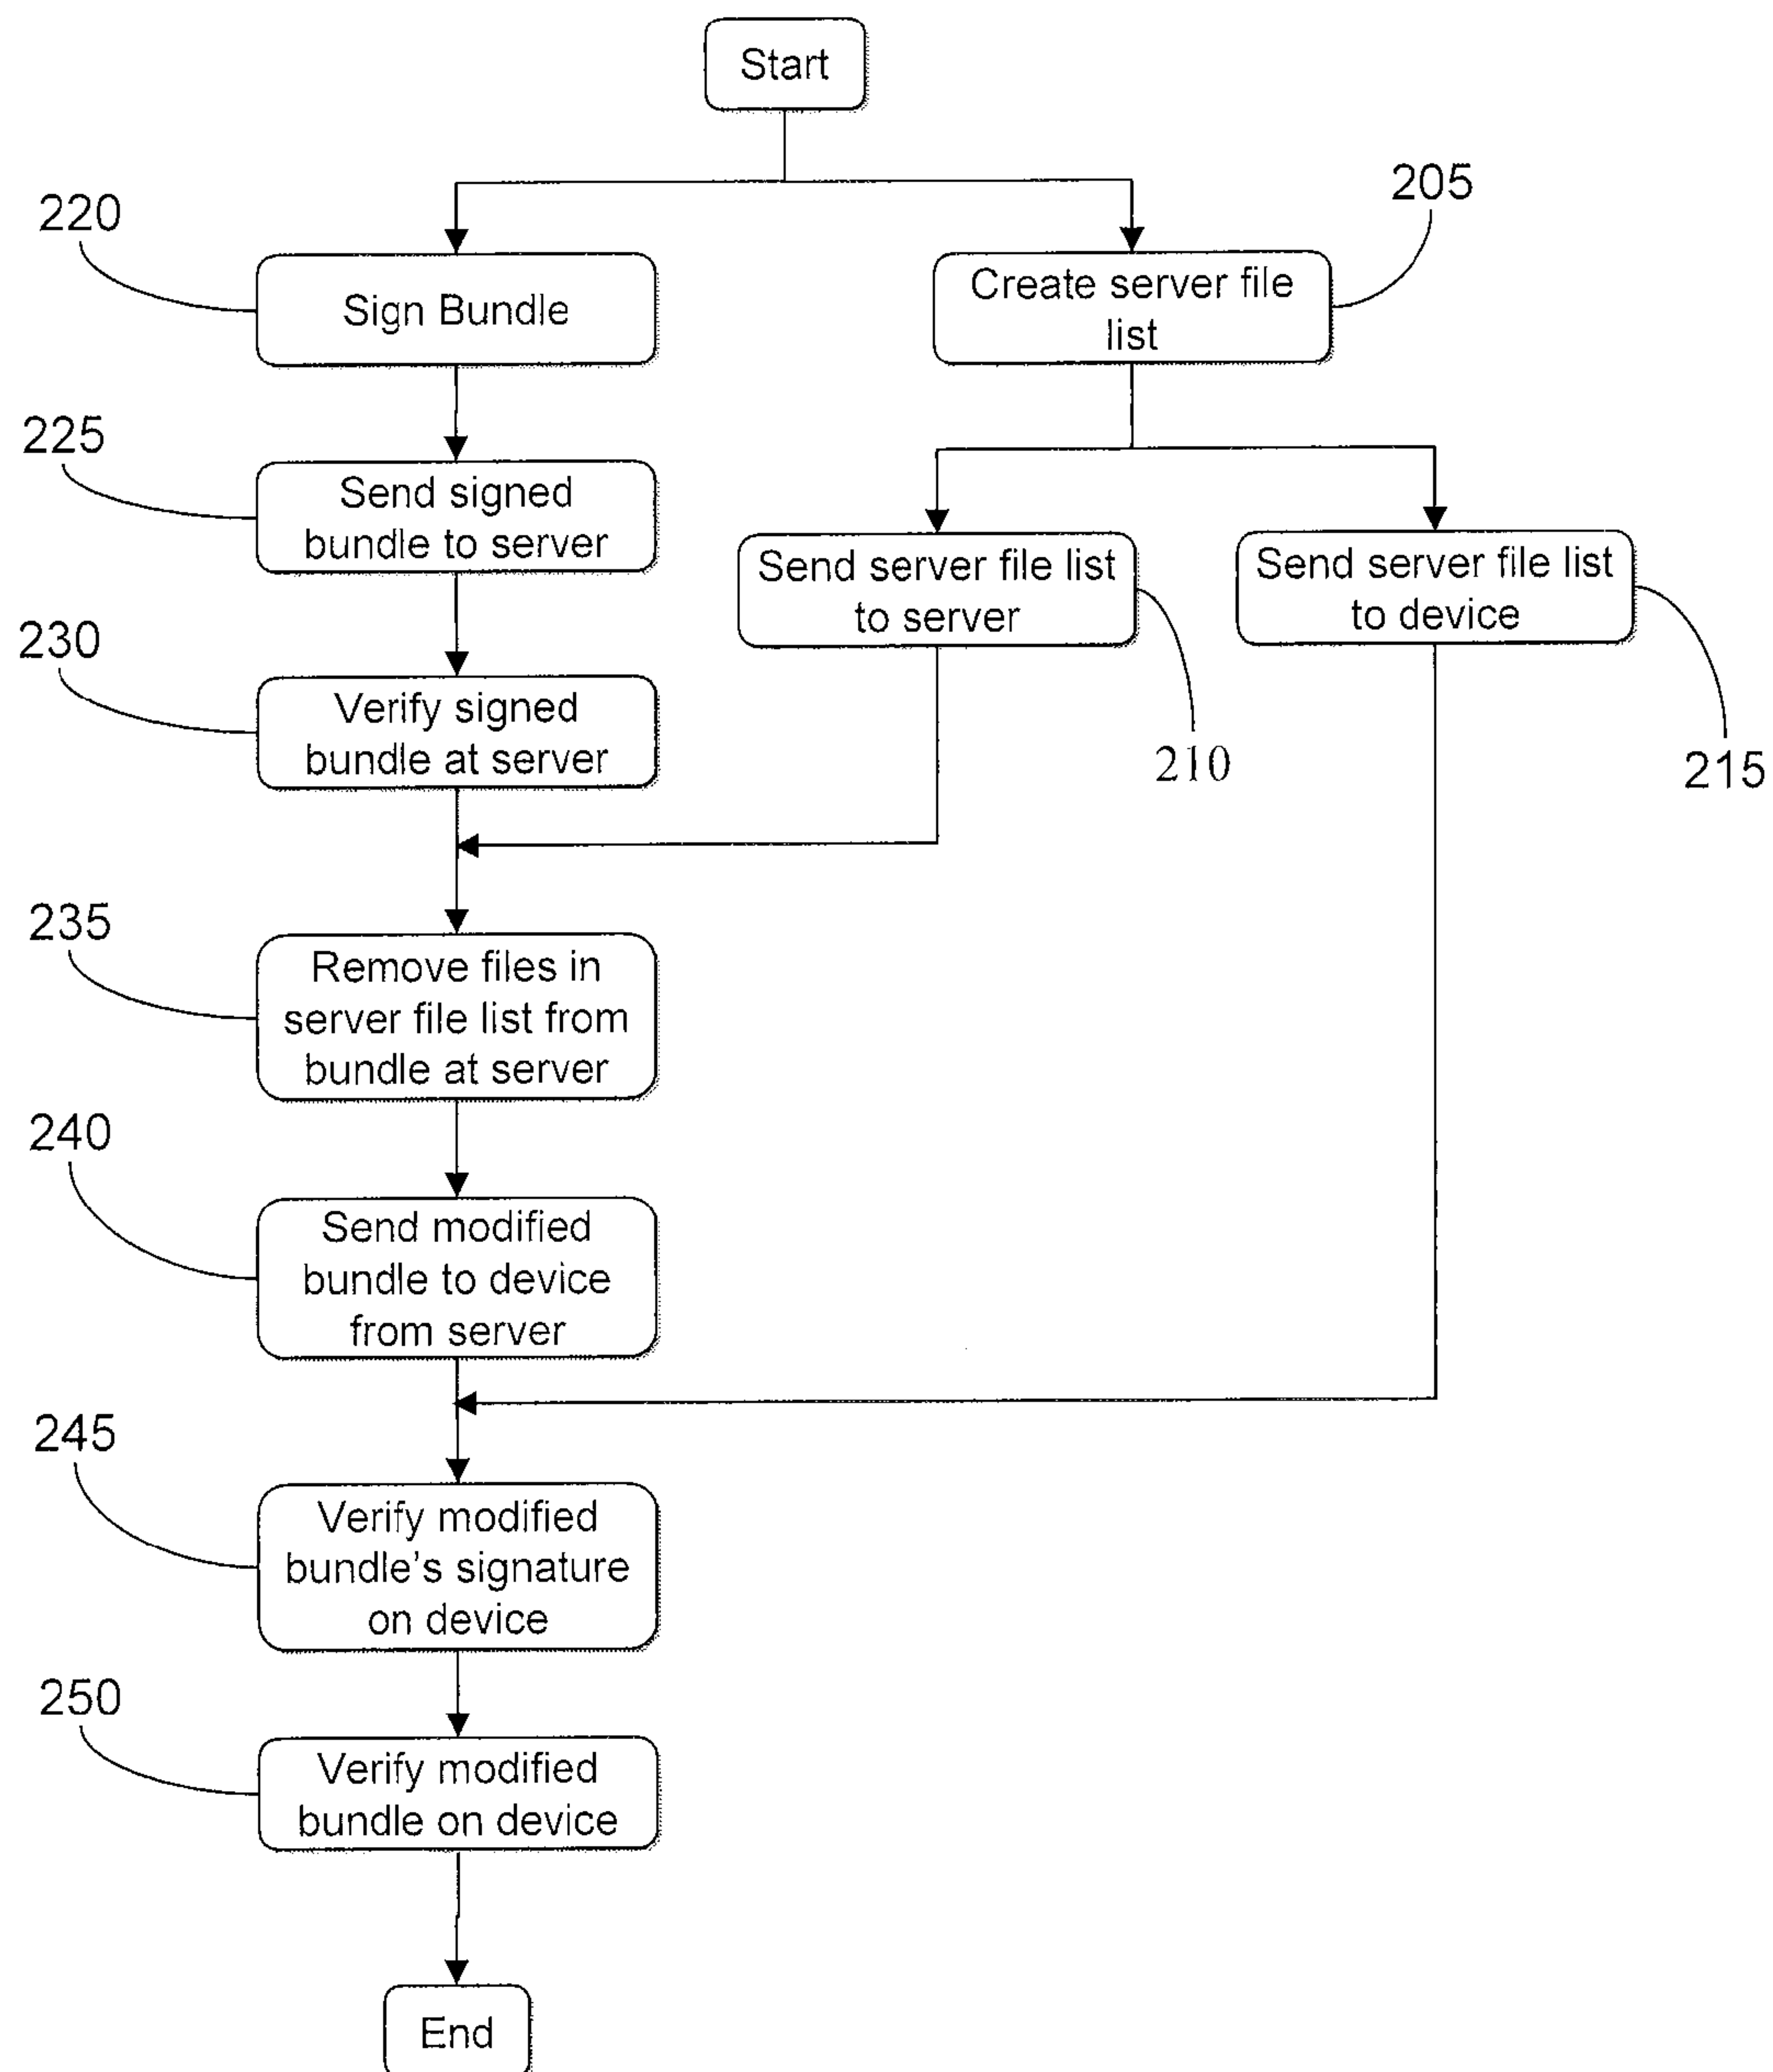 Start
205
220
Sign Bundle
Create server file
list
225
Send signed
bundle to server
Send server file list
to server
Send server file list
to device
230
Verify signed
bundle at server
210
215
235
Remove files in
server file list from
bundle at server
240
Send modified
bundle to device
from server
245
Verify modified
bundle's signature
on device
250
Verify modified
bundle on device
End